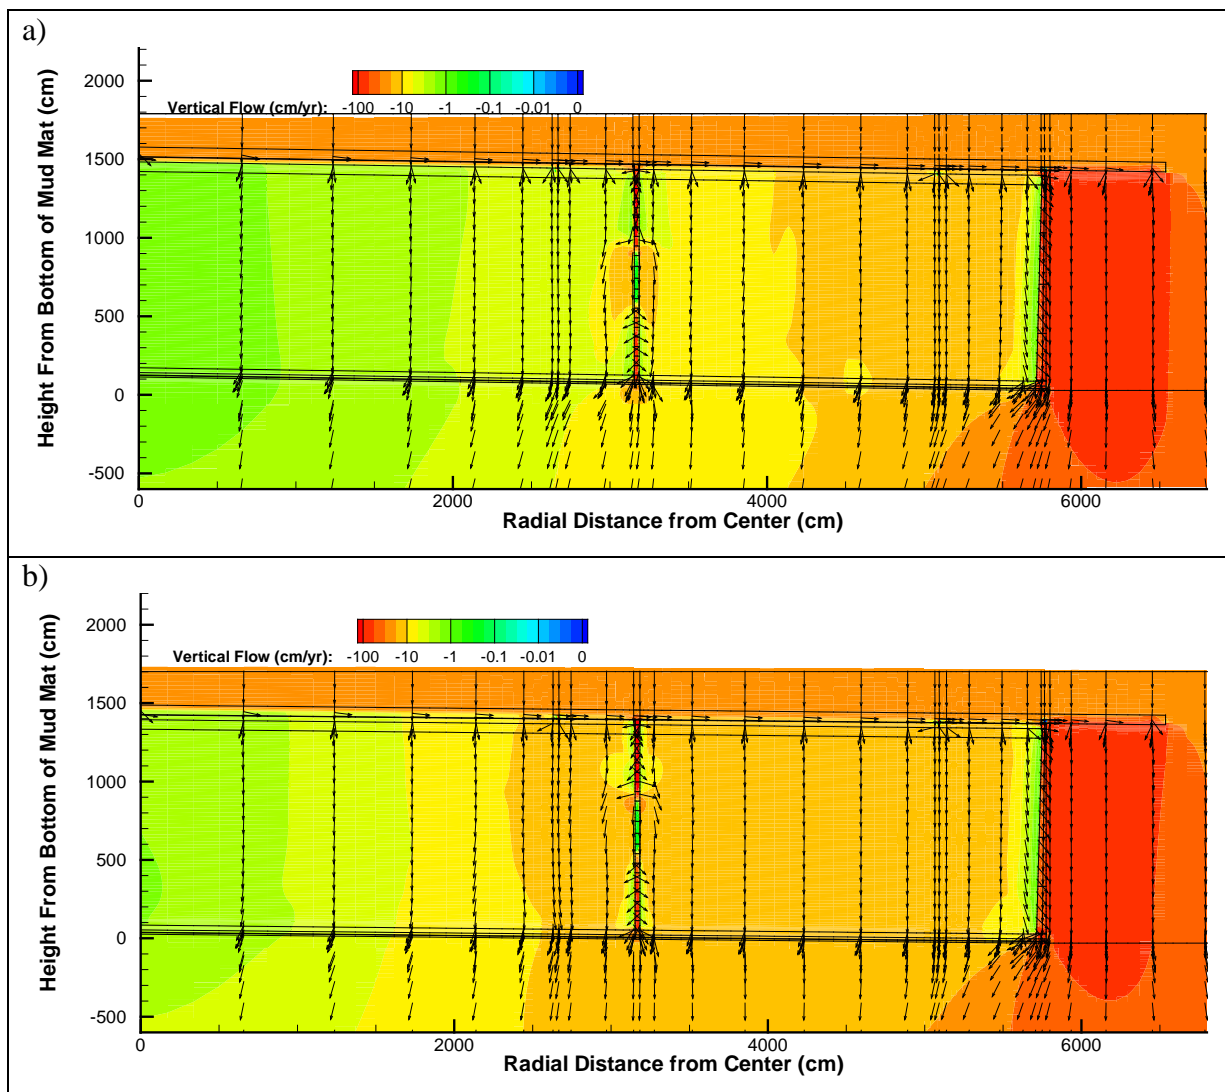 a)
Height From Bottom of Mud Mat (cm)
2000
1500
1000
500
0
-500
Vertical Flow (cm/yr): -100 -10 -1 -0.1 -0.01 0
0 2000 4000 6000
Radial Distance from Center (cm)
b)
Height From Bottom of Mud Mat (cm)
2000
1500
1000
500
0
-500
Vertical Flow (cm/yr): -100 -10 -1 -0.1 -0.01 0
0 2000 4000 6000
Radial Distance from Center (cm)